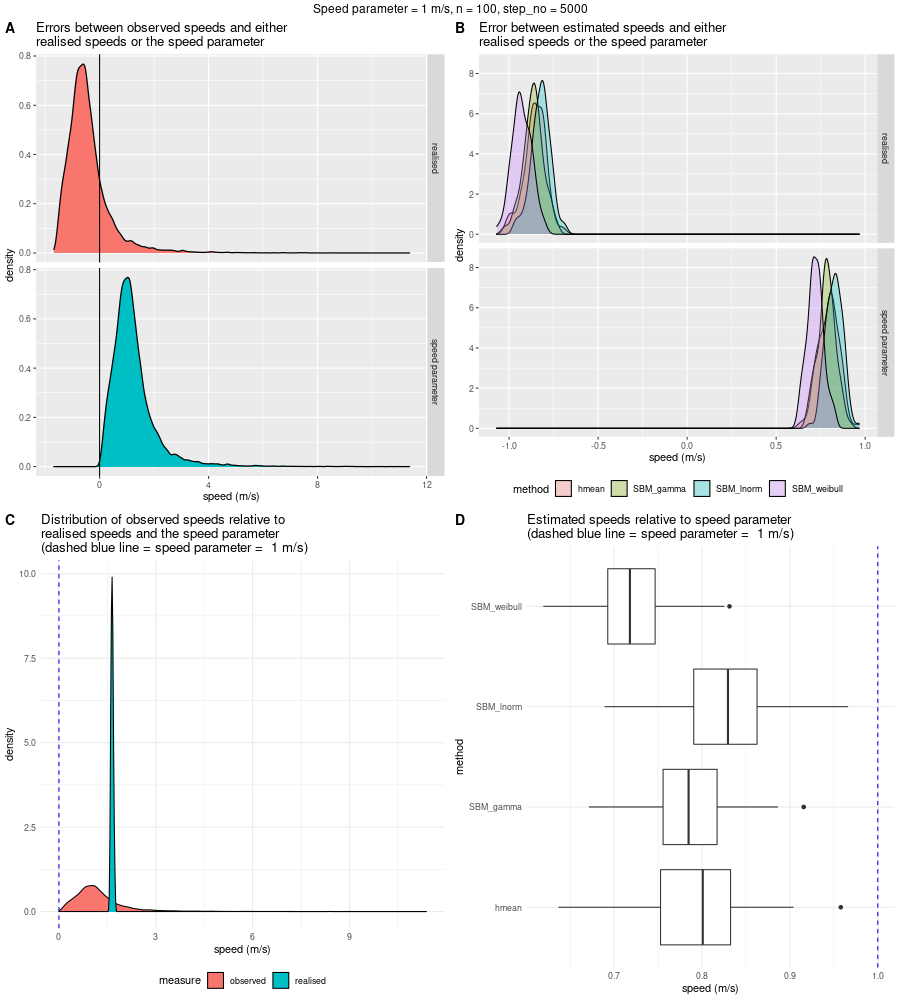 Speed parameter = 1 m/s, n = 100, step_no = 5000
A
Errors between observed speeds and either
realised speeds or the speed parameter
0.8
0.6
0.4
0.2
0.0
realised
density
0.8
0.6
0.4
0.2
0.0
speed parameter
0
4
8
12
speed (m/s)
B
Error between estimated speeds and either
realised speeds or the speed parameter
8
6
4
2
0
realised
density
8
6
4
2
0
speed parameter
-1.0
-0.5
0.0
0.5
1.0
speed (m/s)
method hmean SBM_gamma SBM_lnorm SBM_weibull
C
Distribution of observed speeds relative to
realised speeds and the speed parameter
(dashed blue line = speed parameter = 1 m/s)
10.0
7.5
5.0
2.5
0.0
density
0
3
6
9
speed (m/s)
measure observed realised
D
Estimated speeds relative to speed parameter
(dashed blue line = speed parameter = 1 m/s)
SBM_weibull
SBM_lnorm
SBM_gamma
hmean
method
0.7
0.8
0.9
1.0
speed (m/s)